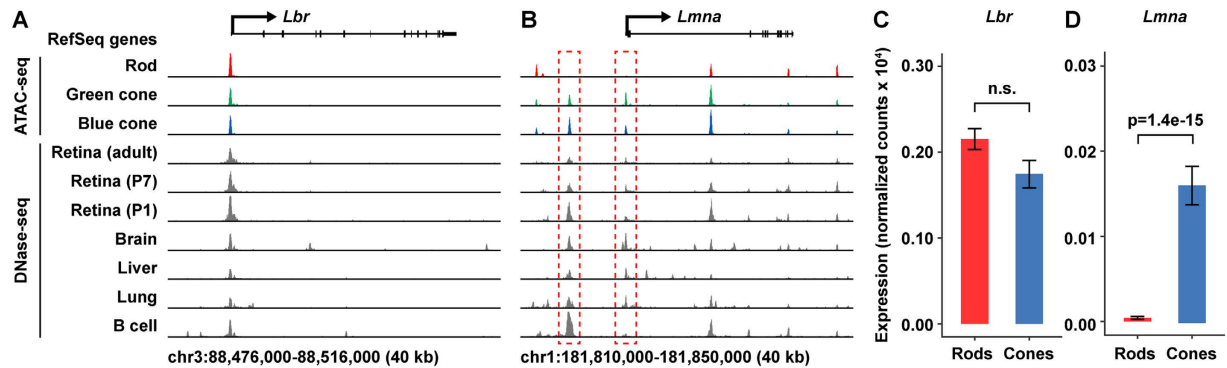 A
Lbr
B
Lmna
C
Lbr
D
Lmna
RefSeq genes
ATAC-seq
Rod
Green cone
Blue cone
DNase-seq
Retina (adult)
Retina (P7)
Retina (P1)
Brain
Liver
Lung
B cell
chr3:88,476,000-88,516,000 (40 kb)
chr1:181,810,000-181,850,000 (40 kb)
Expression (normalized counts x 10⁴)
0.30
0.20
0.10
0.00
n.s.
Rods Cones
0.03
0.02
0.01
0.00
p=1.4e-15
Rods Cones